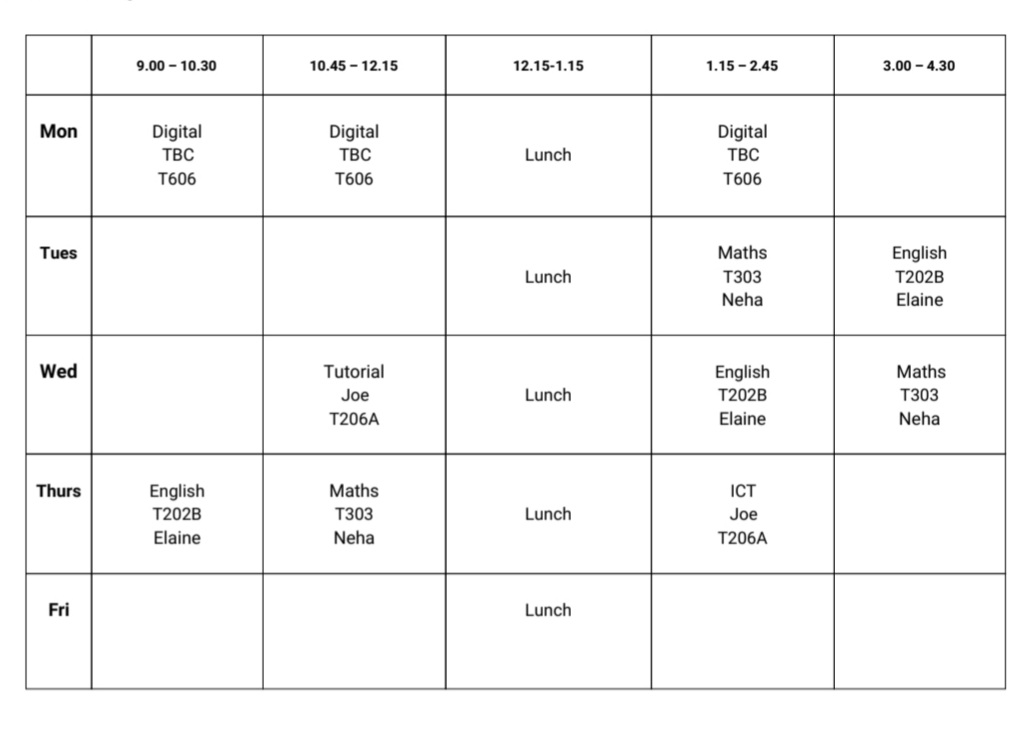 9.00 – 10.30
10.45 – 12.15
12.15-1.15
1.15 – 2.45
3.00 – 4.30
Mon
Digital
TBC
T606
Digital
TBC
T606
Lunch
Digital
TBC
T606
Tues
Lunch
Maths
T303
Neha
English
T202B
Elaine
Wed
Tutorial
Joe
T206A
Lunch
English
T202B
Elaine
Maths
T303
Neha
Thurs
English
T202B
Elaine
Maths
T303
Neha
Lunch
ICT
Joe
T206A
Fri
Lunch